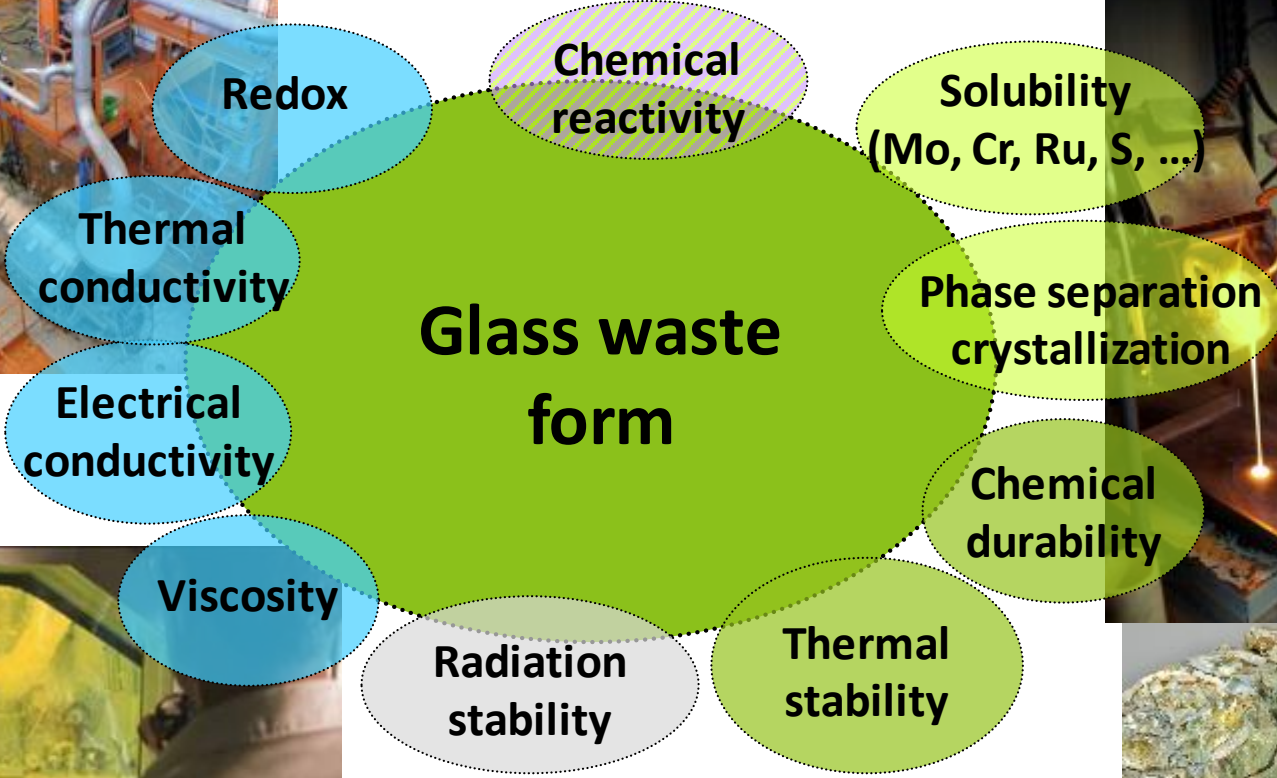 Chemical
reactivity
Redox
Solubility
(Mo, Cr, Ru, S, ...)
Thermal
conductivity
Phase separation
crystallization
Glass waste
form
Electrical
conductivity
Chemical
durability
Viscosity
Radiation
stability
Thermal
stability